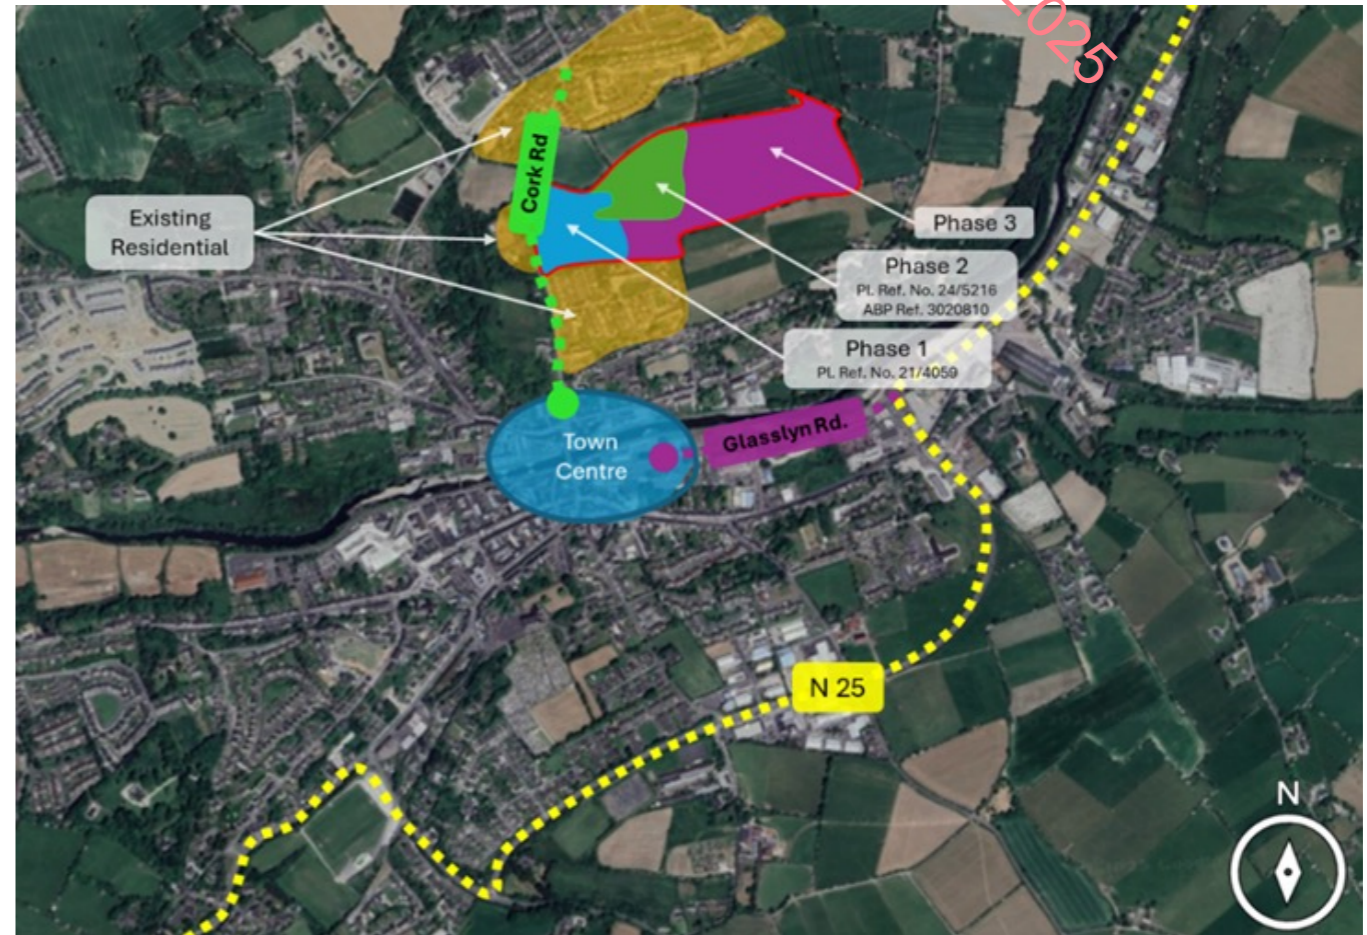 2025
Cork Rd
Existing
Residential
Phase 3
Phase 2
PL. Ref. No. 24/5216
ABP Ref. 3020810
Phase 1
PL. Ref. No. 21/4059
Glasslyn Rd.
Town
Centre
N 25
N